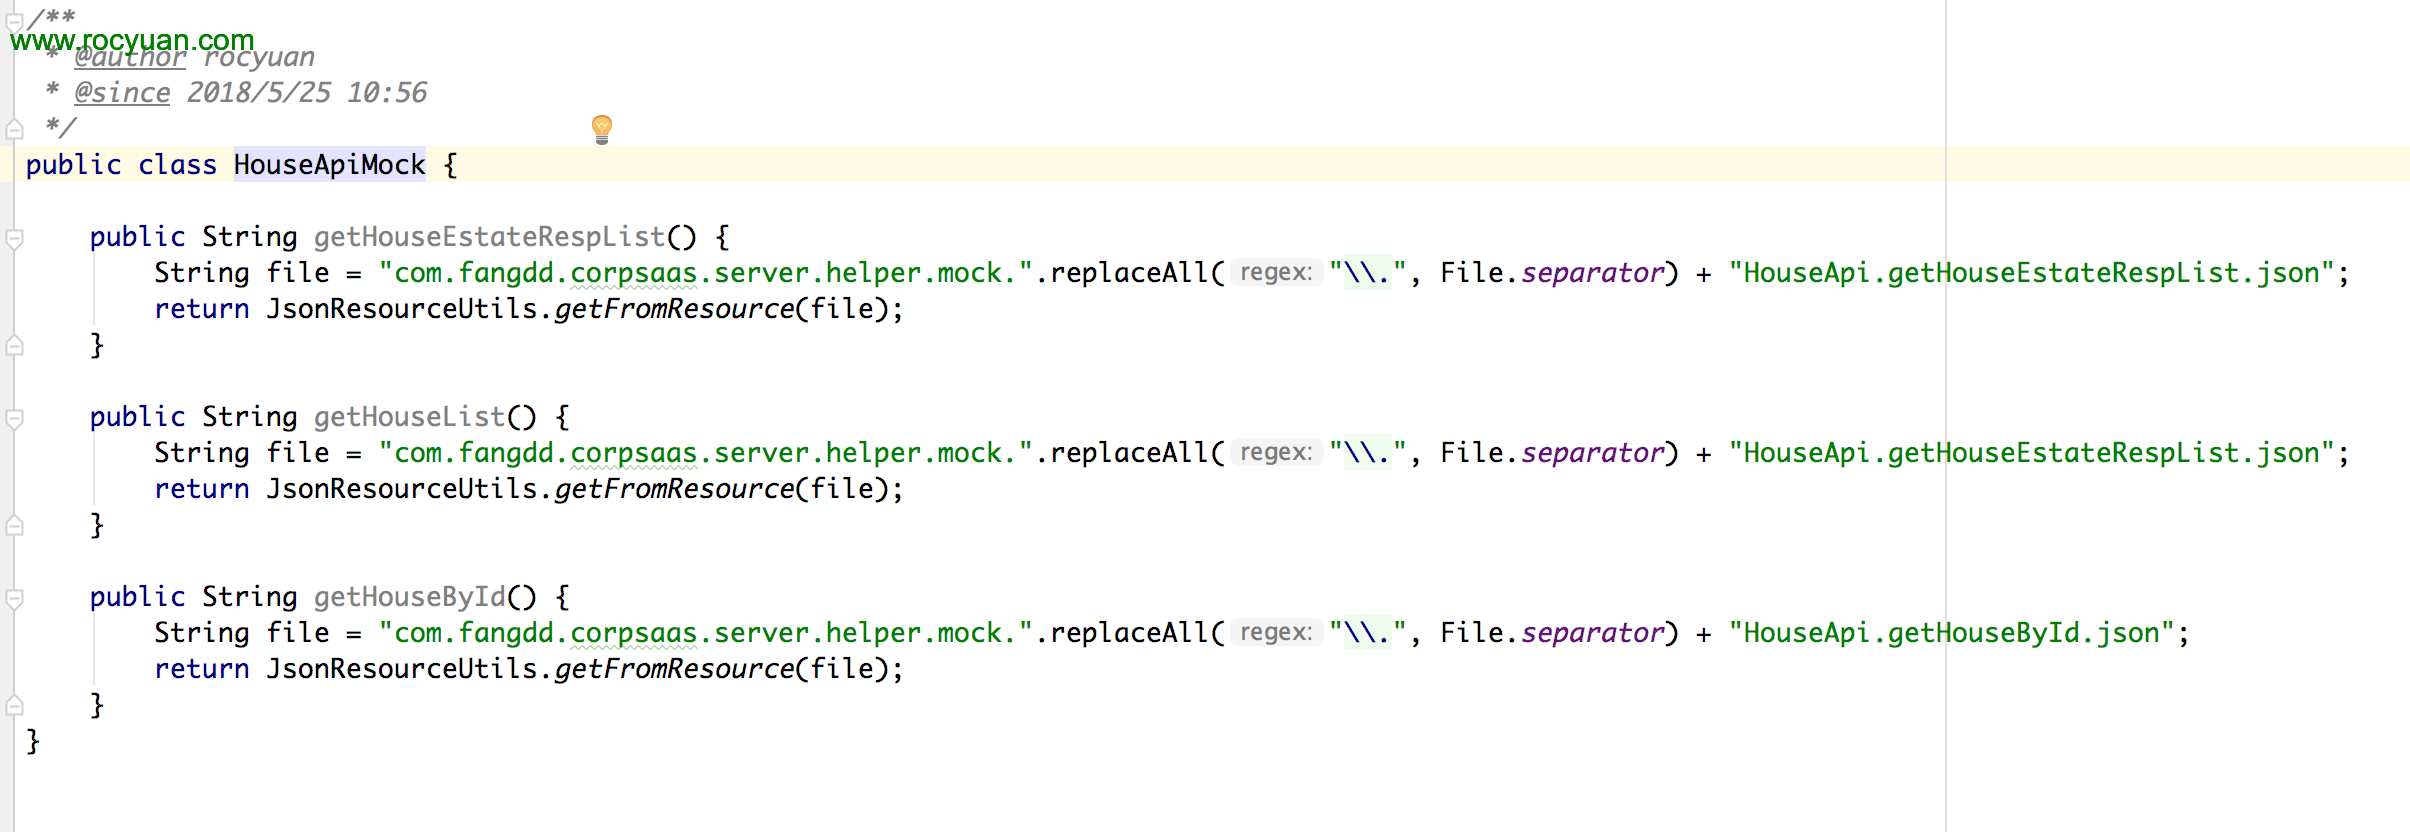 /**
www.rocyuan.com
 * @author rocyuan
 * @since 2018/5/25 10:56
 */
public class HouseApiMock {
    public String getHouseEstateRespList() {
        String file = "com.fangdd.corpsaas.server.helper.mock.".replaceAll( regex: "\\.", File.separator) + "HouseApi.getHouseEstateRespList.json";
        return JsonResourceUtils.getFromResource(file);
    }
    public String getHouseList() {
        String file = "com.fangdd.corpsaas.server.helper.mock.".replaceAll( regex: "\\.", File.separator) + "HouseApi.getHouseEstateRespList.json";
        return JsonResourceUtils.getFromResource(file);
    }
    public String getHouseById() {
        String file = "com.fangdd.corpsaas.server.helper.mock.".replaceAll( regex: "\\.", File.separator) + "HouseApi.getHouseById.json";
        return JsonResourceUtils.getFromResource(file);
    }
}